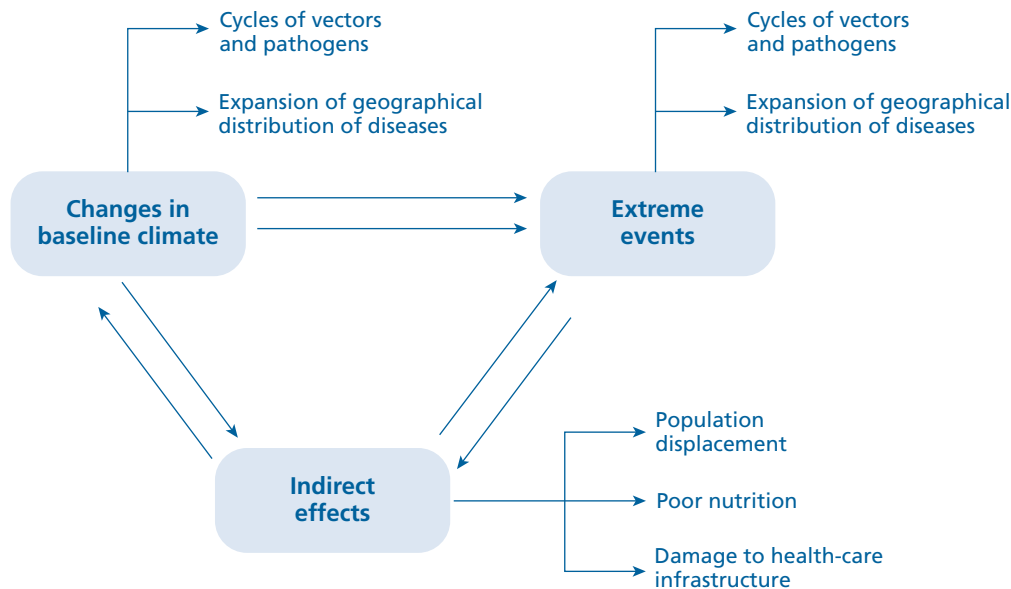 Cycles of vectors
and pathogens
Expansion of geographical
distribution of diseases
Cycles of vectors
and pathogens
Expansion of geographical
distribution of diseases
Changes in
baseline climate
Extreme
events
Indirect
effects
Population
displacement
Poor nutrition
Damage to health-care
infrastructure